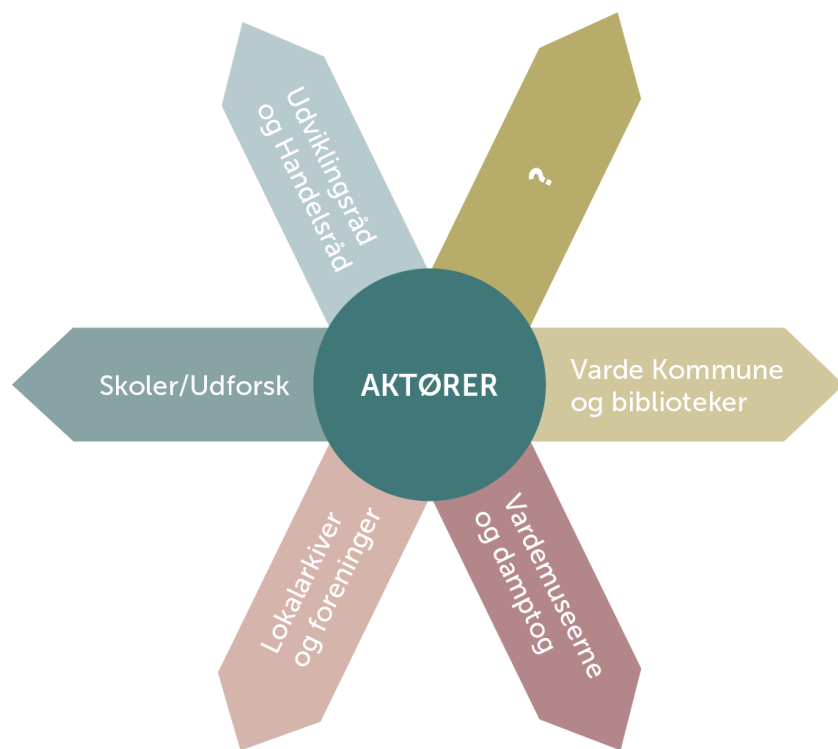 Udviklingsråd
og Handelsråd
?
Skoler/Udforsk
AKTØRER
Varde Kommune
og biblioteker
Lokalarkiver
og foreninger
Vardemuseerne
og damptog